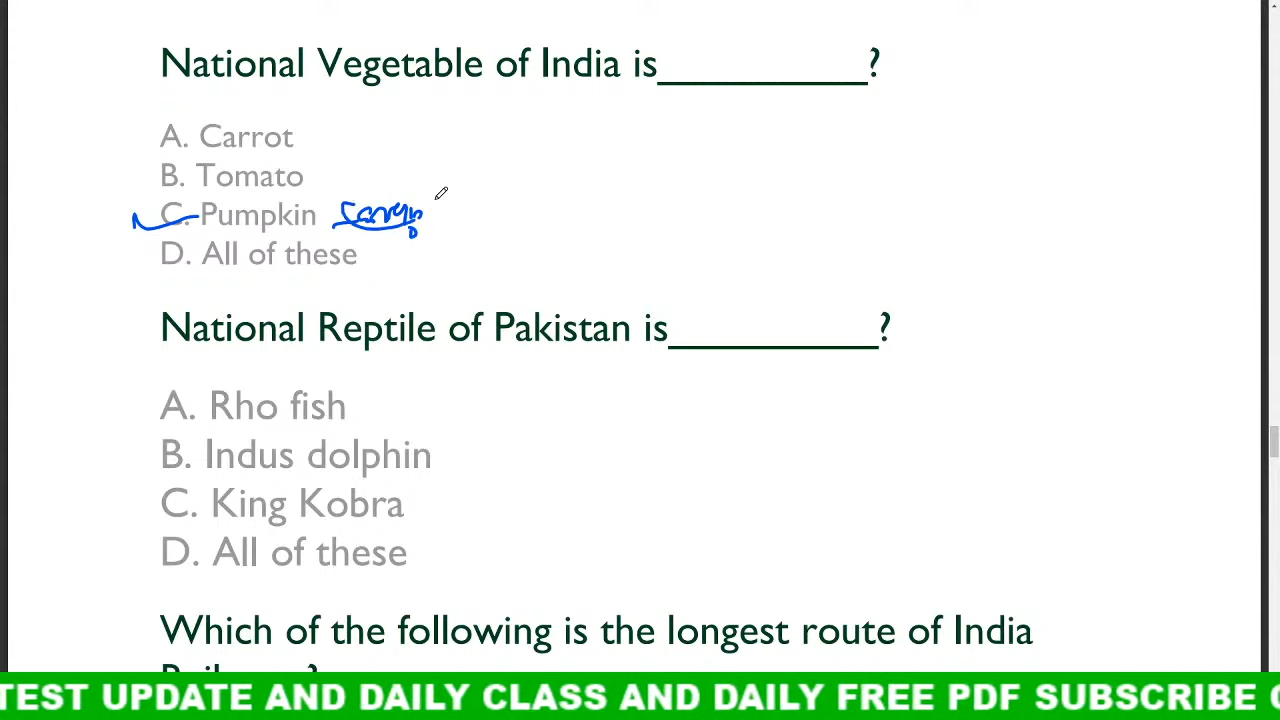 National Vegetable of India is__________?
A. Carrot
B. Tomato
C. Pumpkin
D. All of these
National Reptile of Pakistan is__________?
A. Rho fish
B. Indus dolphin
C. King Kobra
D. All of these
Which of the following is the longest route of India
TEST UPDATE AND DAILY CLASS AND DAILY FREE PDF SUBSCRIBE